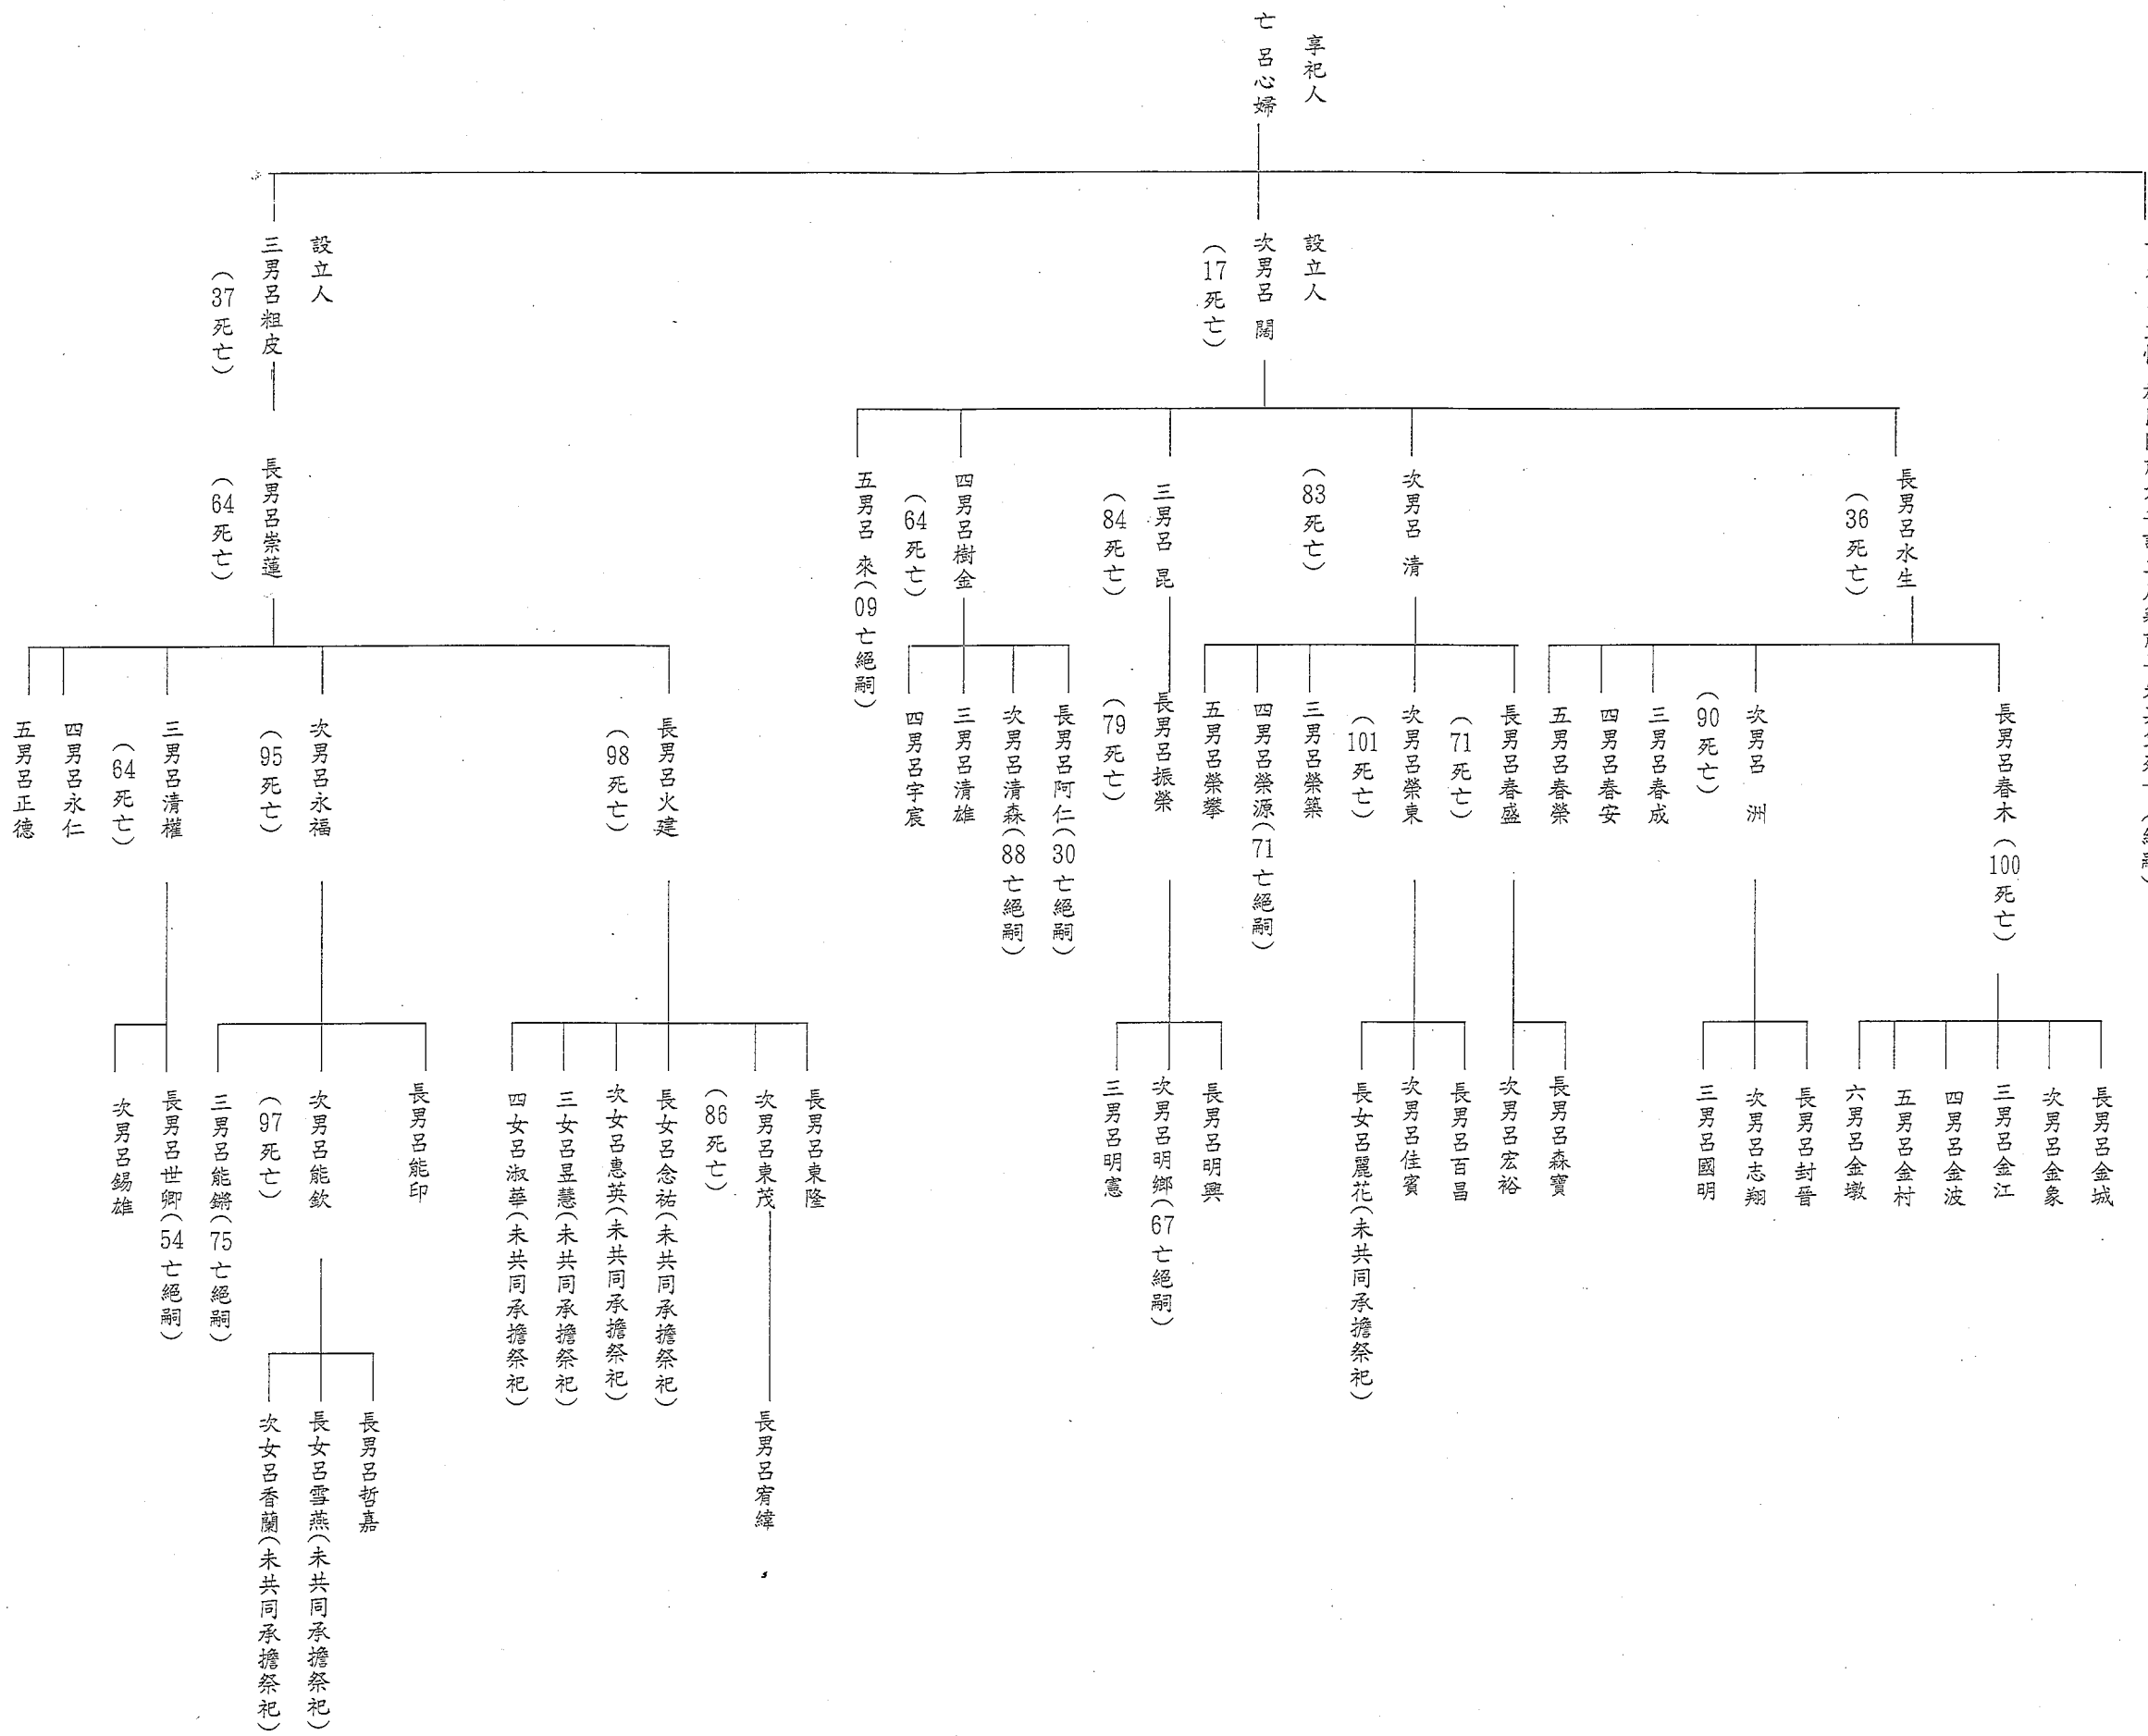 享祀人
亡 呂心婦
設立人
次男呂 闊
(17死亡)
設立人
三男呂粗皮
(37死亡)
長男呂水生
(36死亡)
次男呂 清
(83死亡)
三男呂 昆
(84死亡)
四男呂樹金
(64死亡)
五男呂 來(09亡絕嗣)
長男呂崇蓮
(64死亡)
長男呂春木(100死亡)
次男呂 洲
(90死亡)
三男呂春成
四男呂春安
五男呂春榮
長男呂春盛
(71死亡)
次男呂榮東
(101死亡)
三男呂榮築
四男呂榮源(71亡絕嗣)
五男呂榮攀
長男呂振榮
(79死亡)
長男呂阿仁(30亡絕嗣)
次男呂清森(88亡絕嗣)
三男呂清雄
四男呂宇宸
長男呂火建
(98死亡)
次男呂永福
(95死亡)
三男呂清權
(64死亡)
四男呂永仁
五男呂正德
長男呂金城
次男呂金象
三男呂金江
四男呂金波
五男呂金村
六男呂金墩
長男呂封晉
次男呂志翔
三男呂國明
長男呂森寶
次男呂宏裕
長男呂百昌
次男呂佳賓
長女呂麗花(未共同承擔祭祀)
長男呂明興
次男呂明鄉(67亡絕嗣)
三男呂明憲
長男呂東隆
次男呂東茂
(86死亡)
長女呂念祐(未共同承擔祭祀)
次女呂惠英(未共同承擔祭祀)
三女呂昱慧(未共同承擔祭祀)
四女呂淑華(未共同承擔祭祀)
長男呂能印
次男呂能欽
(97死亡)
三男呂能鏘(75亡絕嗣)
長男呂世卿(54亡絕嗣)
次男呂錫雄
長男呂宥緯
長男呂哲嘉
長女呂雪燕(未共同承擔祭祀)
次女呂香蘭(未共同承擔祭祀)